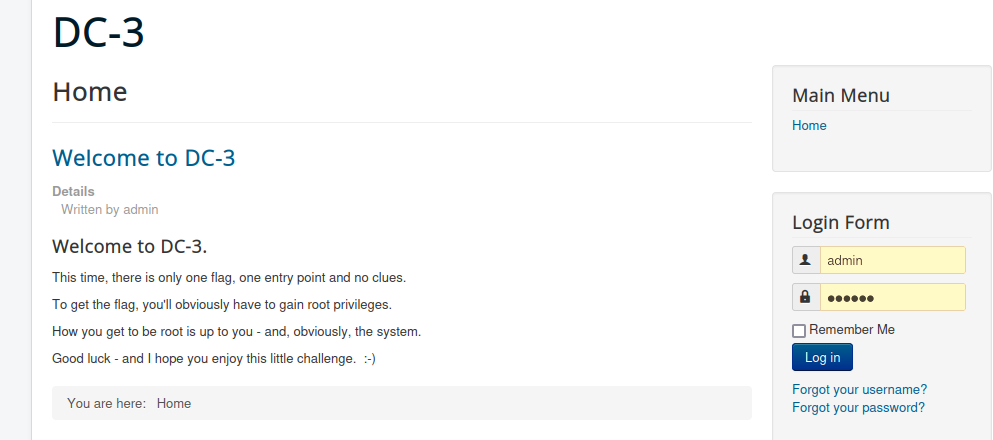 DC-3
Home
Welcome to DC-3
Details
Written by admin
Welcome to DC-3.
This time, there is only one flag, one entry point and no clues.
To get the flag, you'll obviously have to gain root privileges.
How you get to be root is up to you - and, obviously, the system.
Good luck - and I hope you enjoy this little challenge.  :-)
You are here:   Home
Main Menu
Home
Login Form
admin
●●●●●●
Remember Me
Log in
Forgot your username?
Forgot your password?